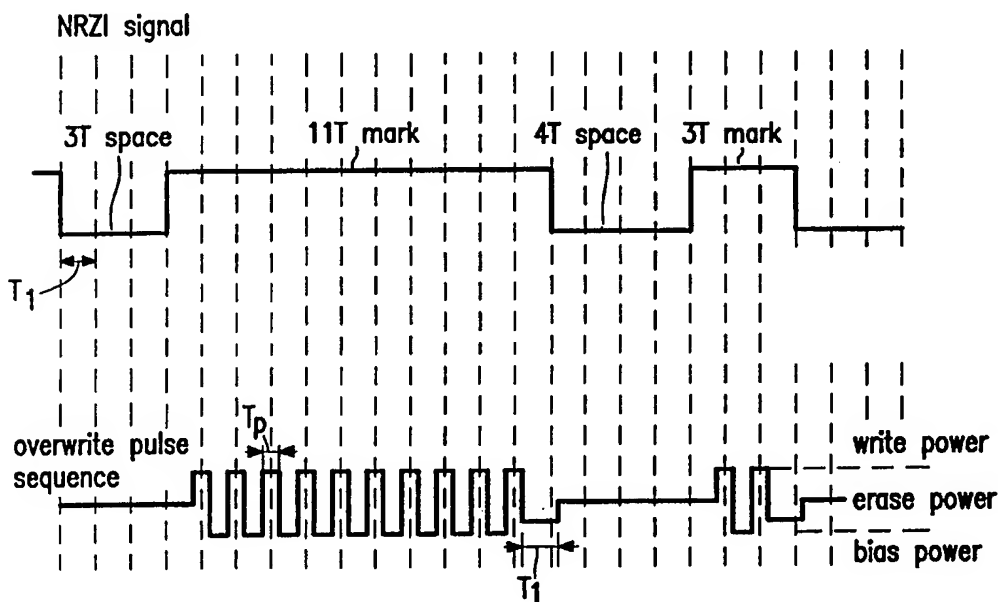 NRZI signal
3T space
11T mark
4T space
3T mark
T1
Tp
overwrite pulse
sequence
write power
erase power
bias power
T1